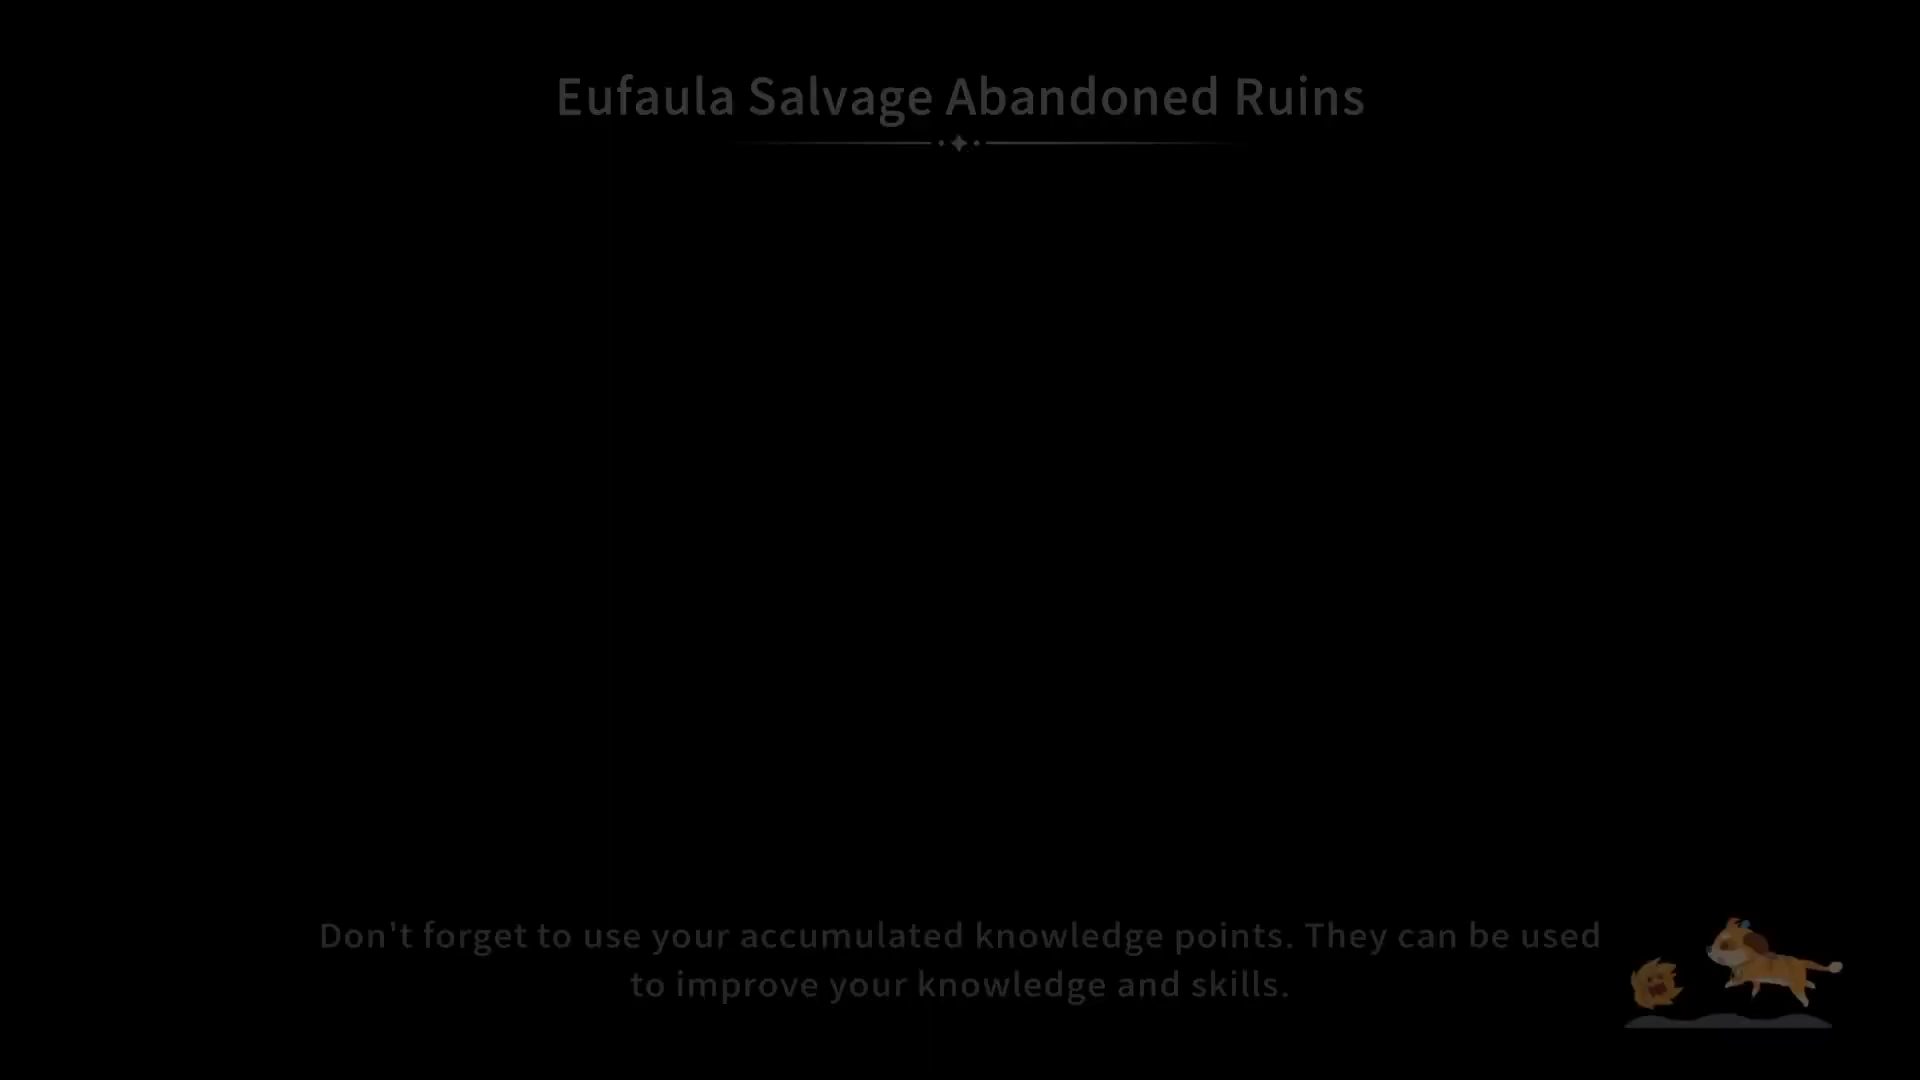 Eufaula Salvage Abandoned Ruins
Don't forget to use your accumulated knowledge points. They can be used
to improve your knowledge and skills.